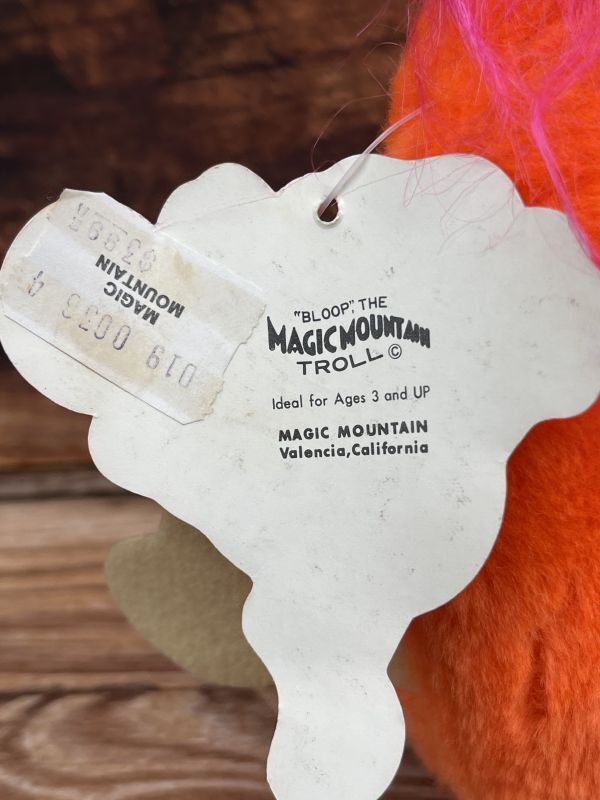 "BLOOP", THE
MAGIC MOUNTAIN
TROLL ©
Ideal for Ages 3 and UP
MAGIC MOUNTAIN
Valencia, California
MAGIC
MOUNTAIN